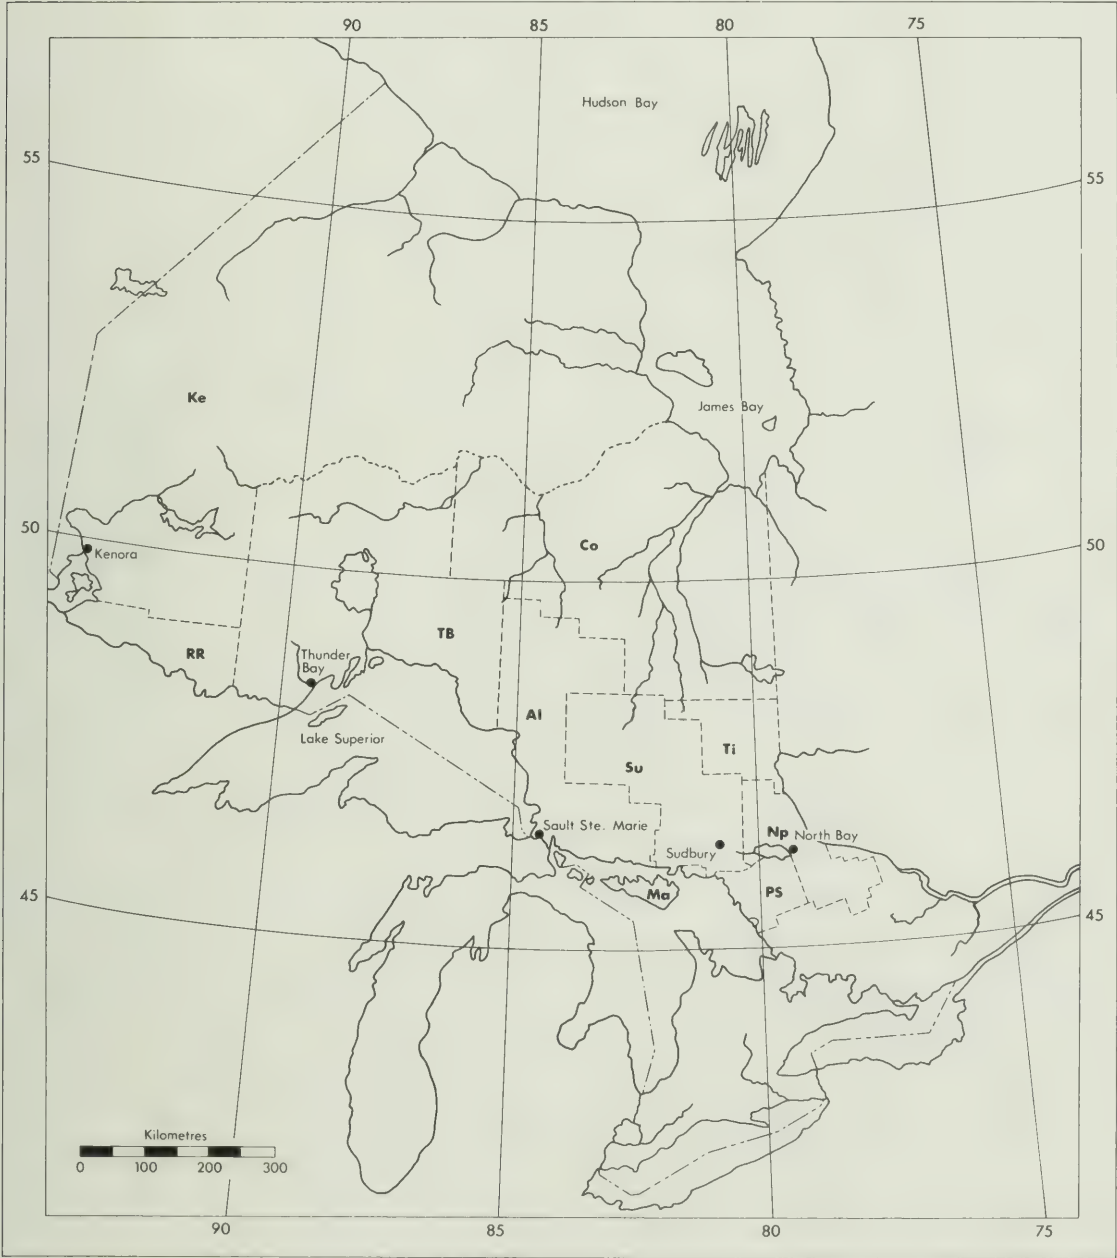 90 85 80 75
Hudson Bay
55 55
Ke
James Bay
50 50
Kenora
Co
TB
RR
Thunder
Bay
Al
Lake Superior
Ti
Su
Sault Ste. Marie
Np North Bay
Sudbury
Ma
PS
45 45
Kilometres
0 100 200 300
90 85 80 75